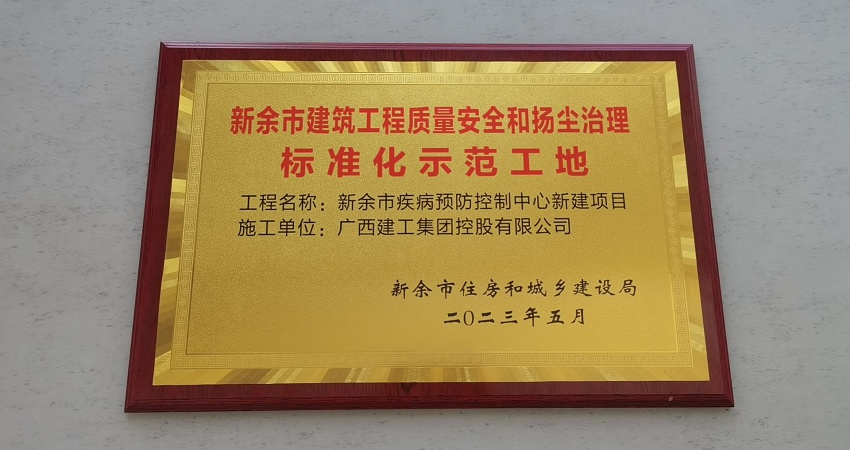 新余市建筑工程质量安全和扬尘治理
标准化示范工地
工程名称：新余市疾病预防控制中心新建项目
施工单位：广西建工集团控股有限公司
新余市住房和城乡建设局
二〇二三年五月